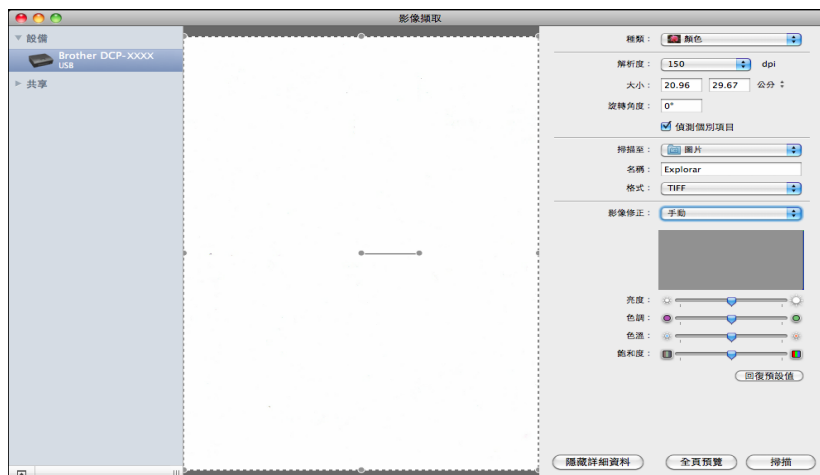 影像擷取
設備
Brother DCP-XXXX
USB
共享
種類： 顏色
解析度： 150 dpi
大小： 20.96 29.67 公分
旋轉角度： 0°
偵測個別項目
掃描至： 圖片
名稱： Explorar
格式： TIFF
影像修正： 手動
亮度：
色調：
色溫：
飽和度：
回復預設值
隱藏詳細資料 全頁預覽 掃描